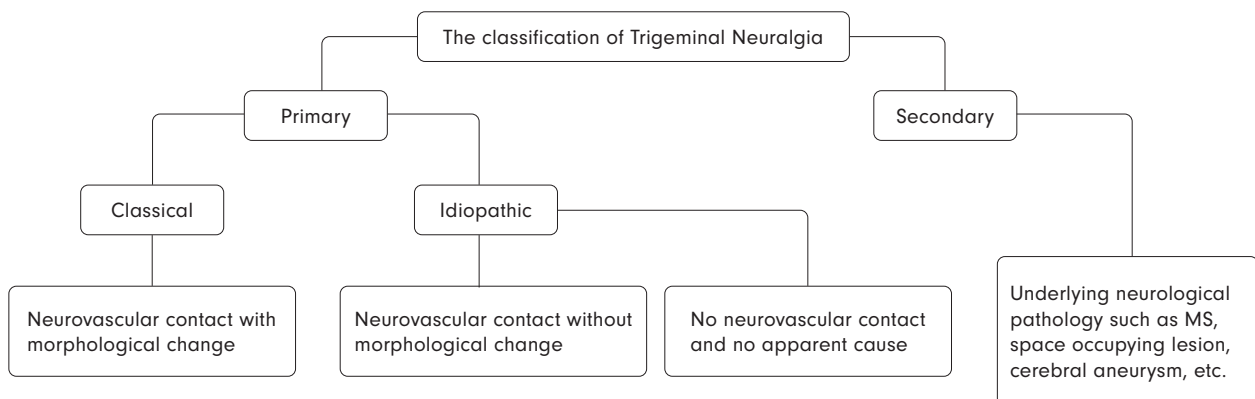 The classification of Trigeminal Neuralgia
Primary
Secondary
Classical
Idiopathic
Neurovascular contact with
morphological change
Neurovascular contact without
morphological change
No neurovascular contact
and no apparent cause
Underlying neurological
pathology such as MS,
space occupying lesion,
cerebral aneurysm, etc.